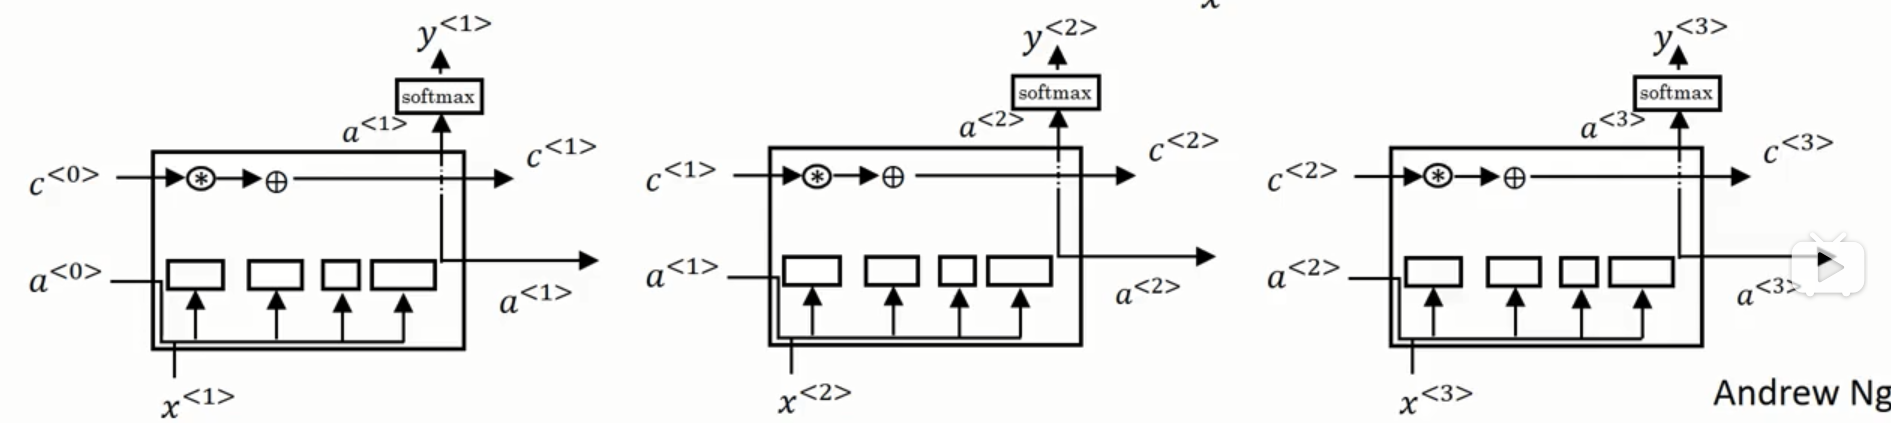 y<1> y<2> y<3>
softmax softmax softmax
a<1> a<2> a<3>
c<0> c<1> c<1> c<2> c<2> c<3>
a<0> a<1> a<1> a<2> a<2> a<3>
x<1> x<2> x<3>
Andrew Ng